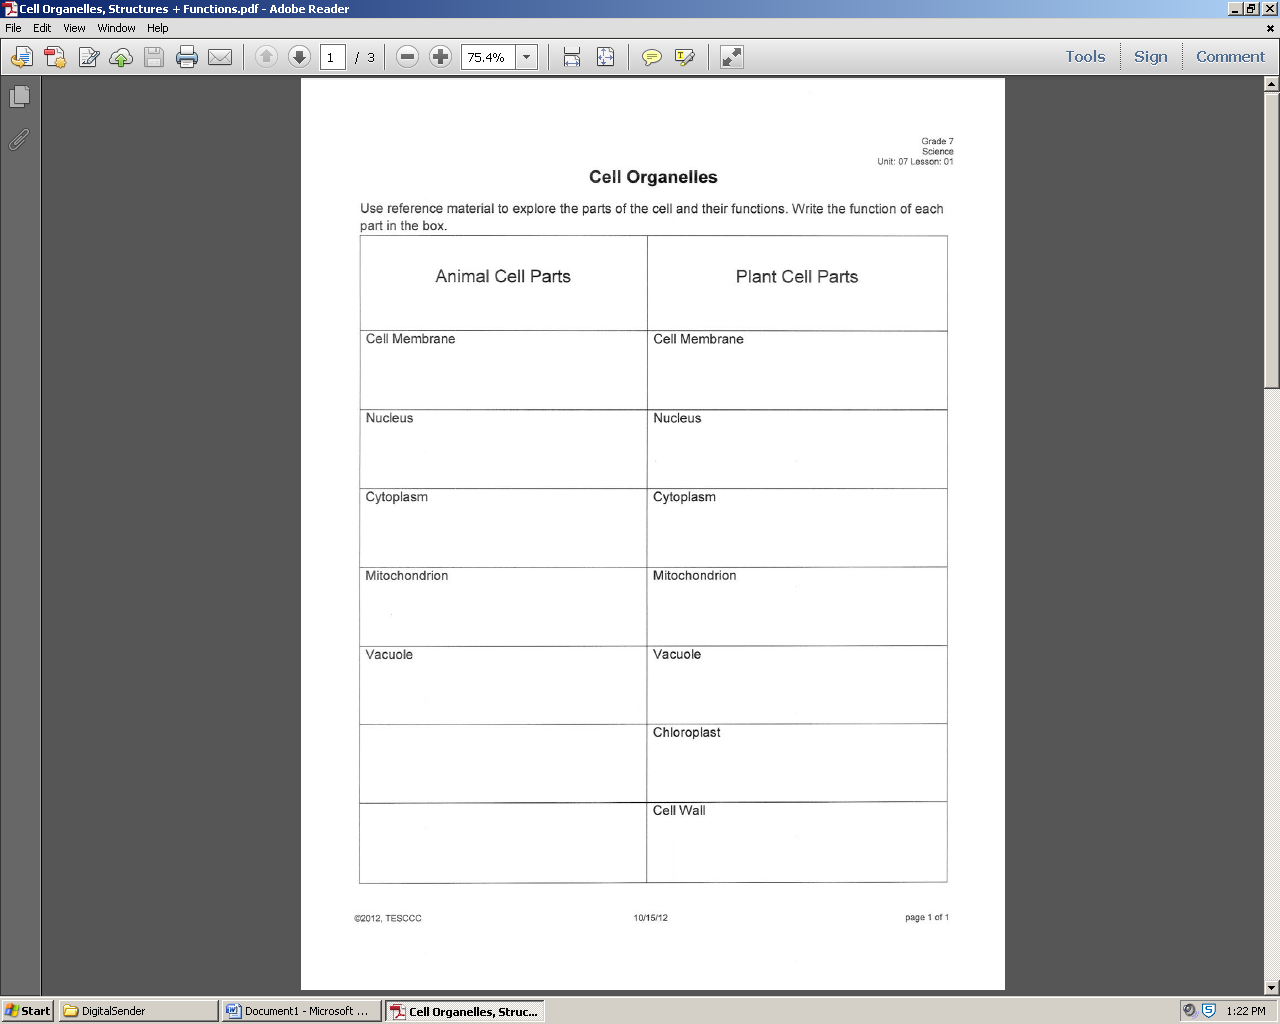 Cell Organelles, Structures + Functions.pdf - Adobe Reader
File Edit View Window Help
1 / 3 75.4% Tools Sign Comment
Grade 7
Science
Unit: 07 Lesson: 01
Cell Organelles
Use reference material to explore the parts of the cell and their functions. Write the function of each
part in the box.
Animal Cell Parts Plant Cell Parts
Cell Membrane Cell Membrane
Nucleus Nucleus
Cytoplasm Cytoplasm
Mitochondrion Mitochondrion
Vacuole Vacuole
Chloroplast
Cell Wall
©2012, TESCCC 10/15/12 page 1 of 1
Start DigitalSender Document1 - Microsoft ... Cell Organelles, Struc... 1:22 PM